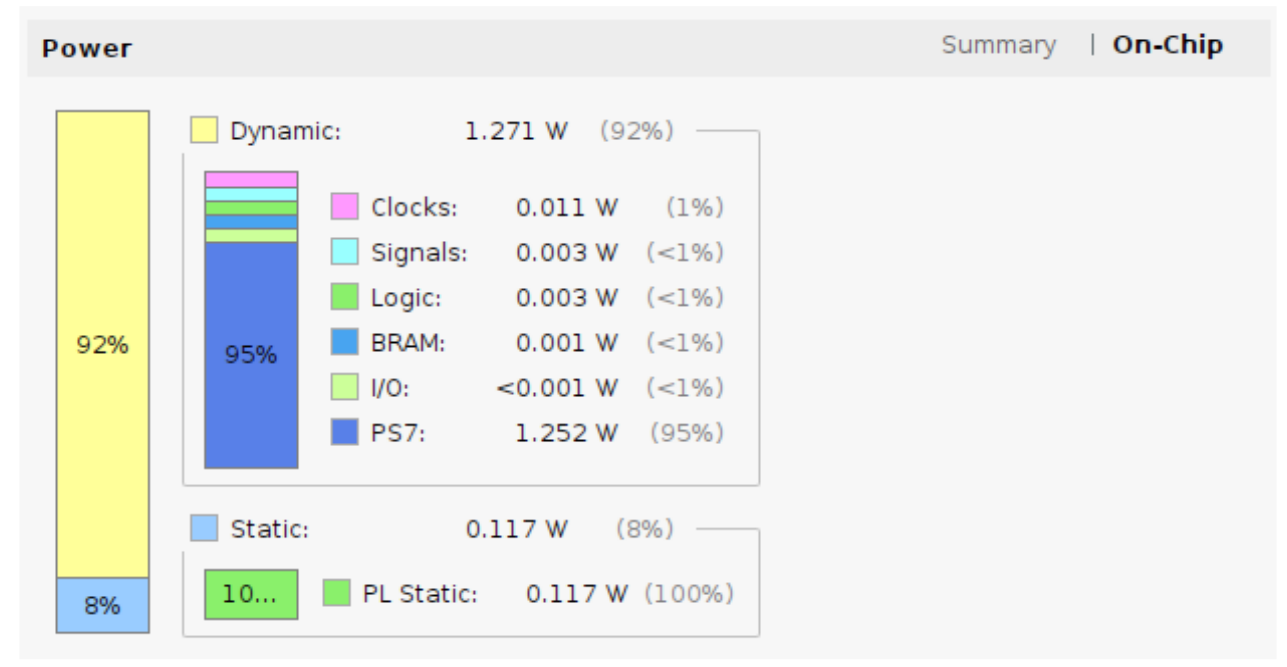 Power Summary | On-Chip
Dynamic: 1.271 W (92%)
Clocks: 0.011 W (1%)
Signals: 0.003 W (<1%)
Logic: 0.003 W (<1%)
92% 95% BRAM: 0.001 W (<1%)
I/O: <0.001 W (<1%)
PS7: 1.252 W (95%)
Static: 0.117 W (8%)
8% 10... PL Static: 0.117 W (100%)